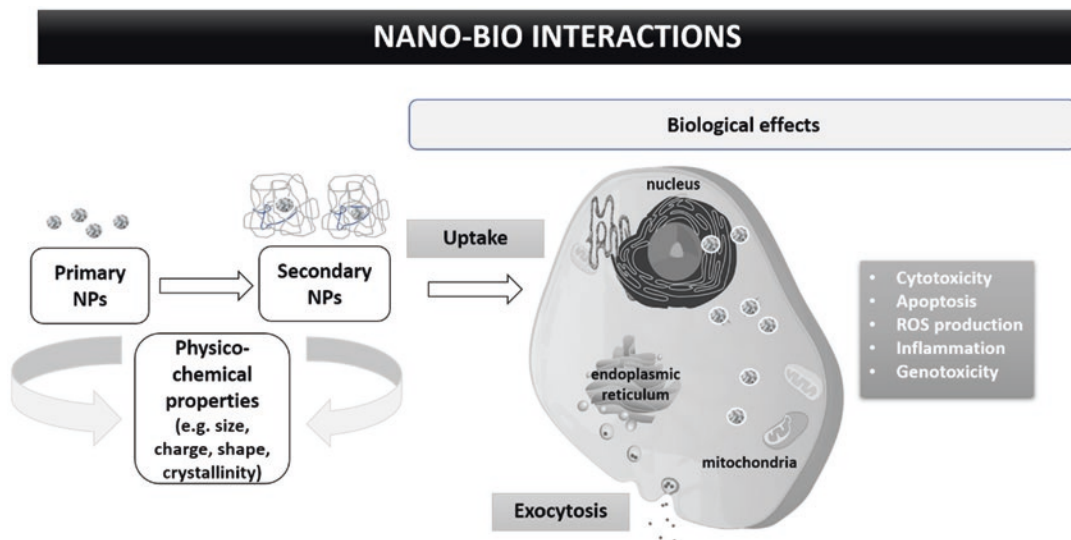 NANO-BIO INTERACTIONS
Biological effects
Primary
NPs
Secondary
NPs
Physico-
chemical
properties
(e.g. size,
charge, shape,
crystallinity)
Uptake
nucleus
endoplasmic
reticulum
mitochondria
Exocytosis
• Cytotoxicity
• Apoptosis
• ROS production
• Inflammation
• Genotoxicity